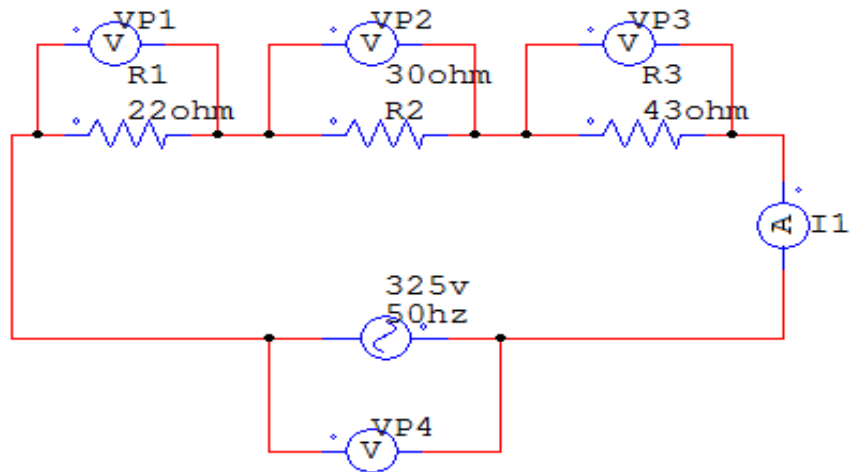 VP1 VP2 VP3
V V V
R1 30ohm R3
22ohm R2 43ohm
A I1
325v
50hz
VP4
V